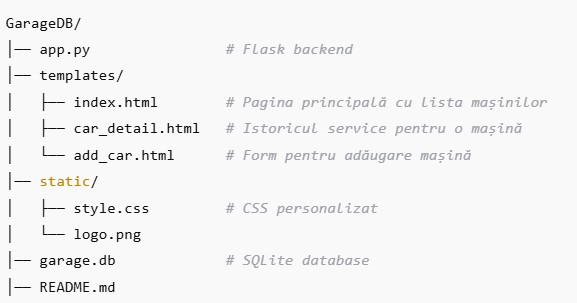 GarageDB/
│── app.py                    # Flask backend
│── templates/
│   ├── index.html          # Pagina principală cu lista mașinilor
│   ├── car_detail.html   # Istoricul service pentru o mașină
│   └── add_car.html       # Form pentru adăugare mașină
│── static/
│   ├── style.css            # CSS personalizat
│   └── logo.png
│── garage.db                # SQLite database
│── README.md